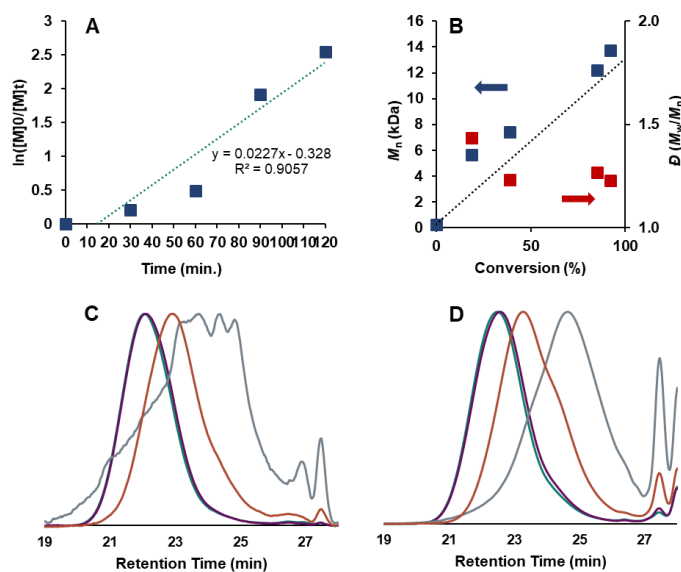 A
ln([M]0/[M]t)
3
2.5
2
1.5
1
0.5
0
y = 0.0227x - 0.328
R² = 0.9057
0 10 20 30 40 50 60 70 80 90 100 110 120
Time (min.)
B
Mn (kDa)
16
14
12
10
8
6
4
2
0
2.0
1.5
1.0
Đ (Mw/Mn)
0 50 100
Conversion (%)
C
19 21 23 25 27
Retention Time (min)
D
19 21 23 25 27
Retention Time (min)